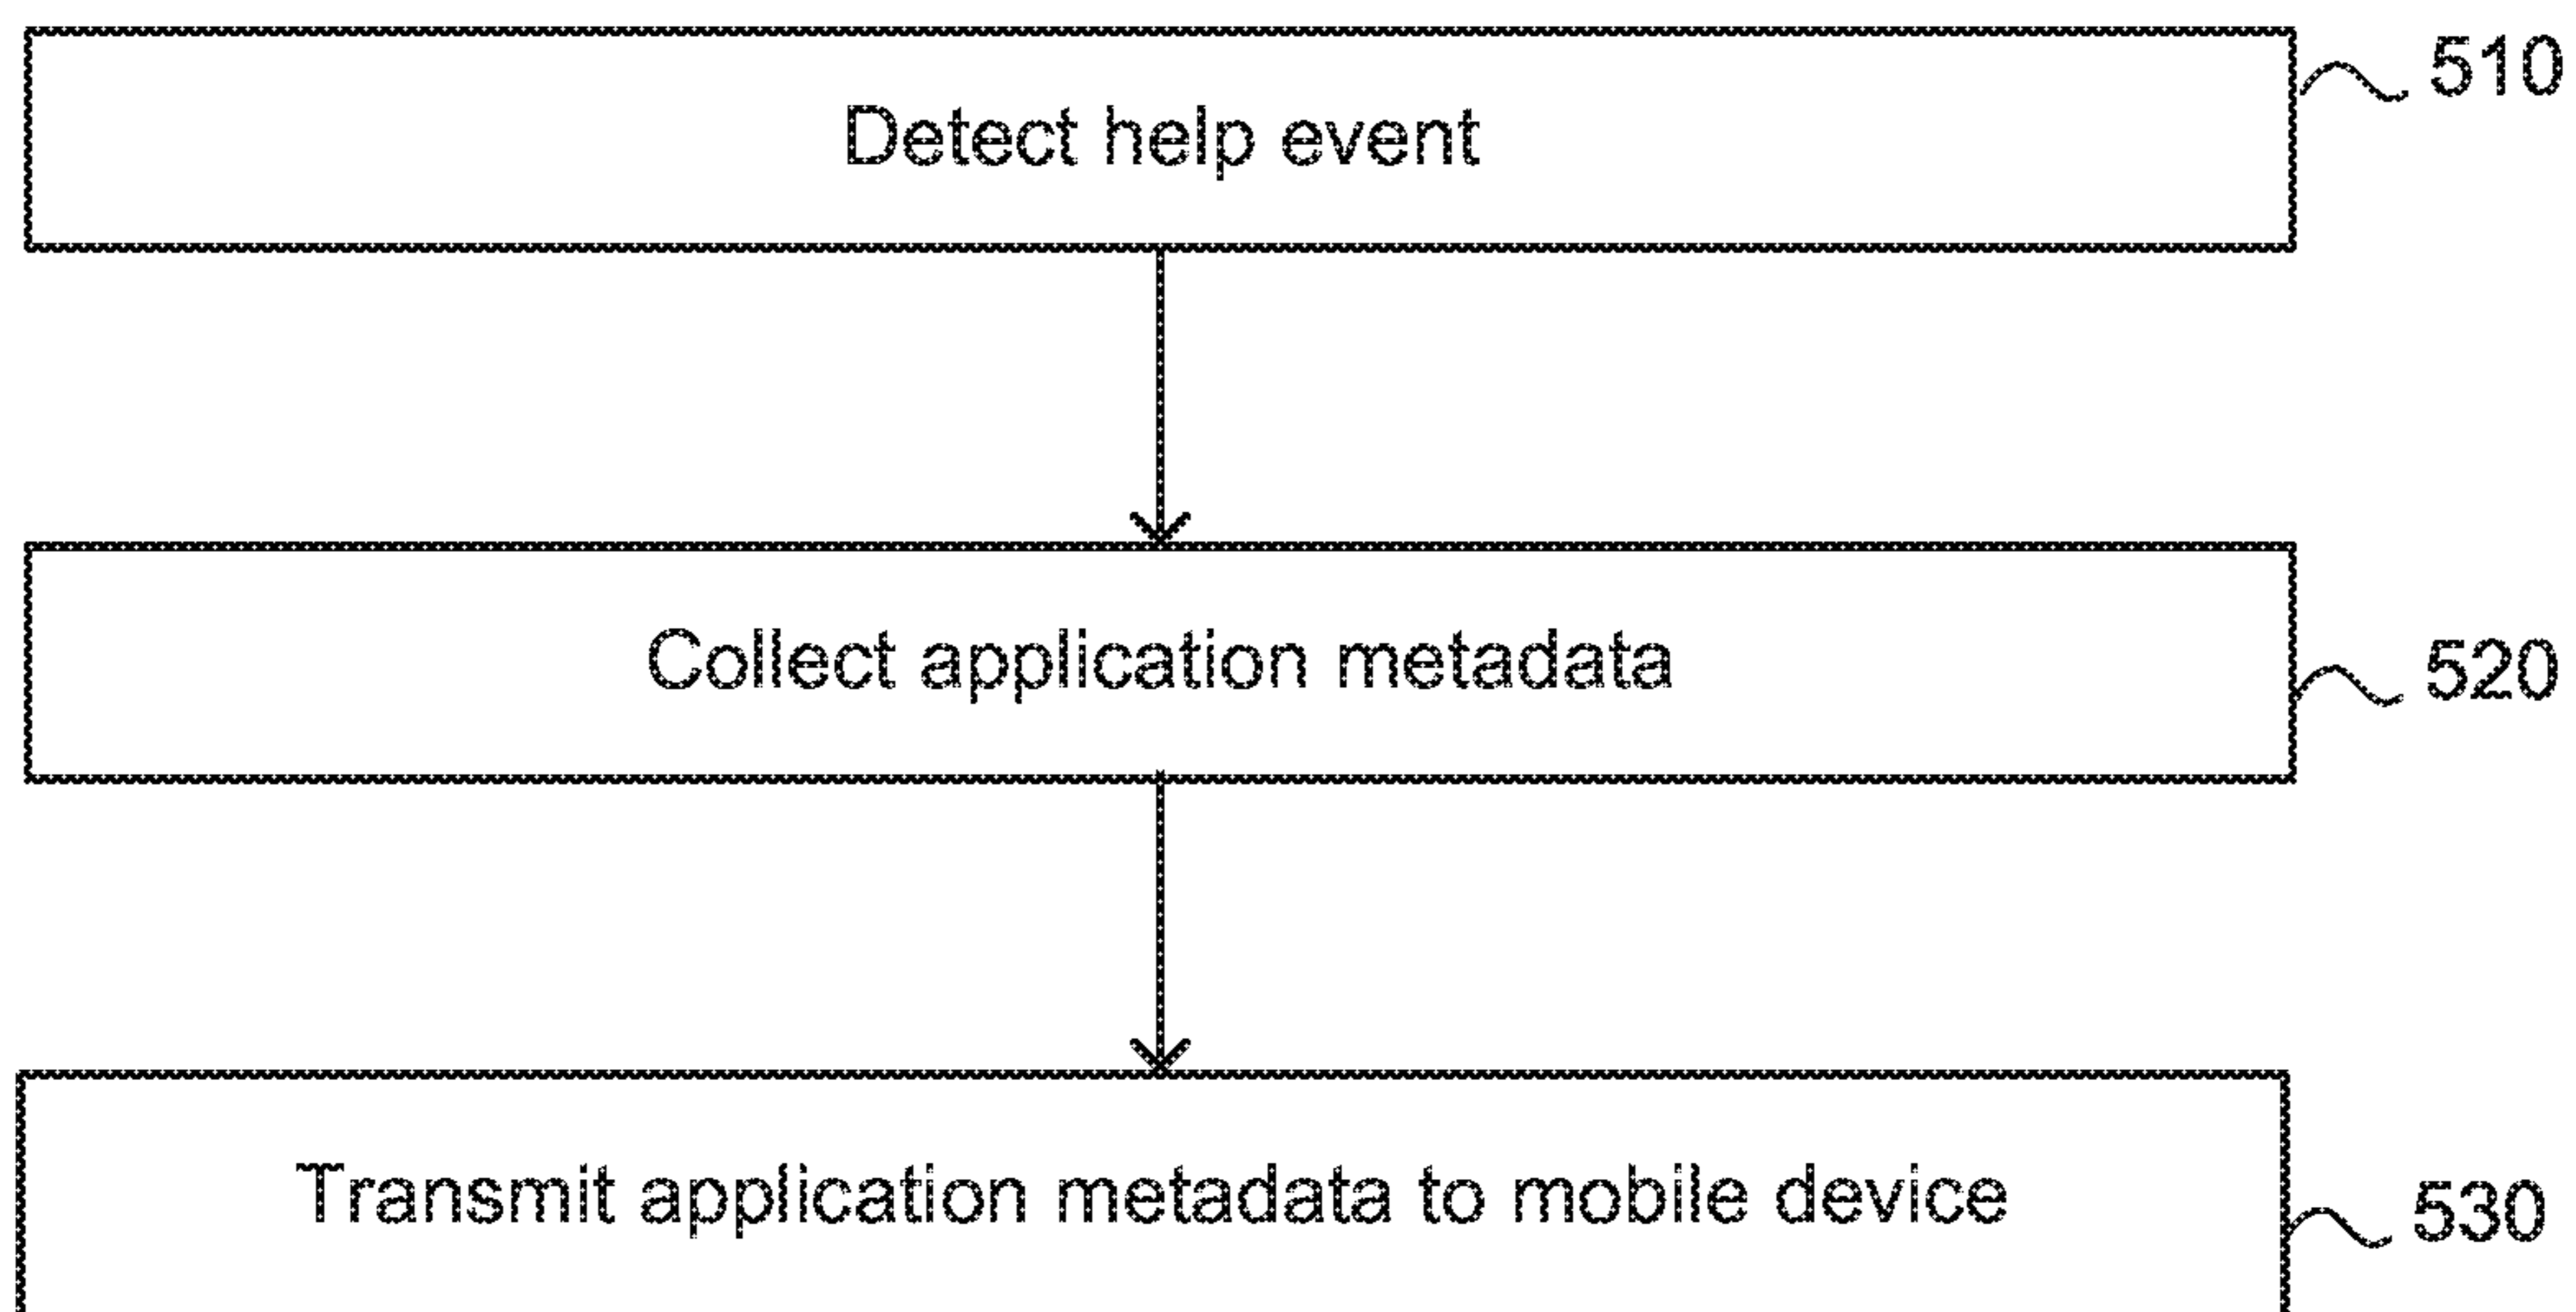 Detect help event
510
Collect application metadata
520
Transmit application metadata to mobile device
530